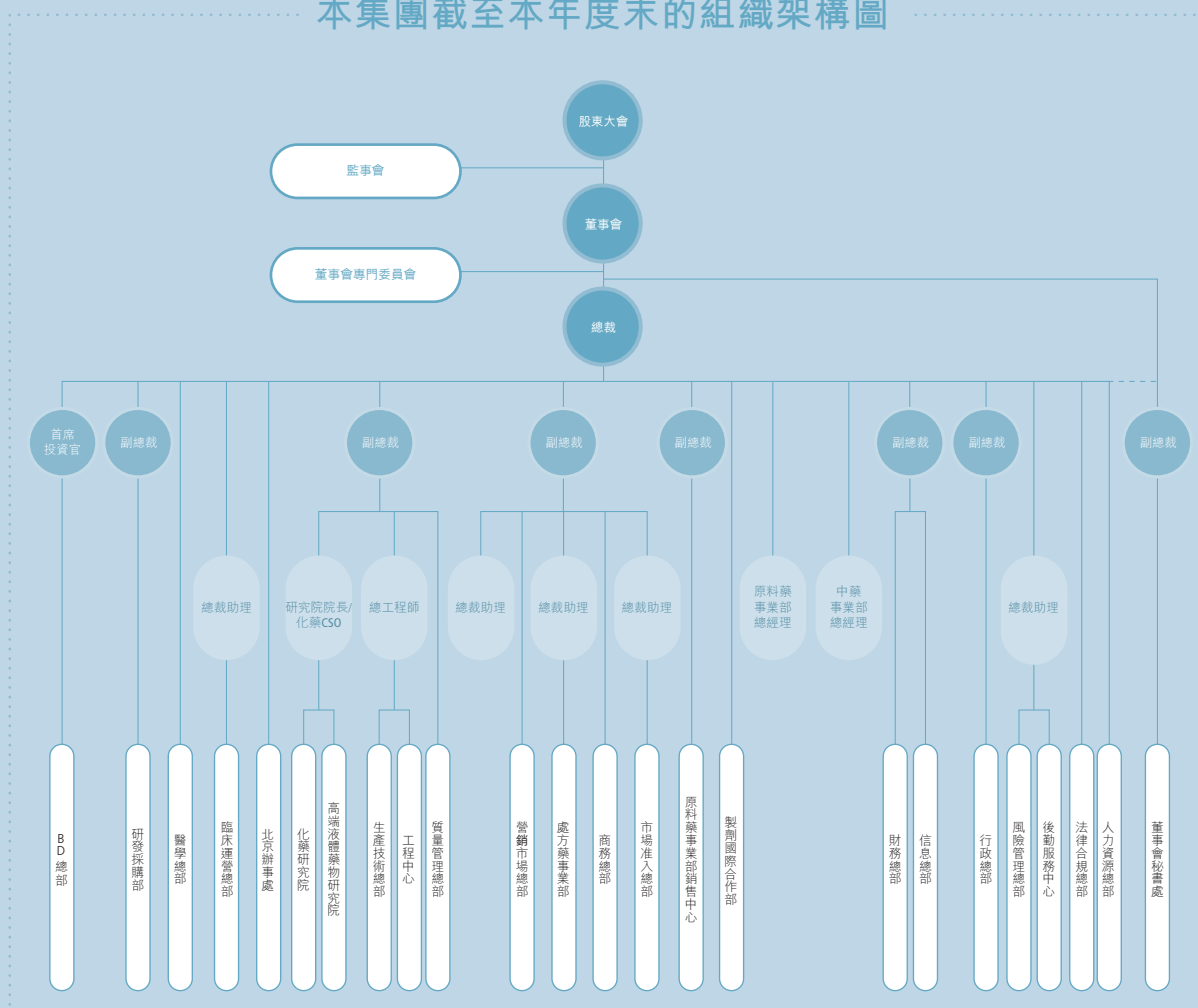 本集團截至本年度末的組織架構圖
股東大會
監事會
董事會
董事會專門委員會
總裁
首席
投資官
副總裁
副總裁
副總裁
副總裁
副總裁
副總裁
副總裁
總裁助理
研究院院長/
化藥CSO
總工程師
總裁助理
總裁助理
總裁助理
原料藥
事業部
總經理
中藥
事業部
總經理
總裁助理
BD總部
研發採購部
醫學總部
臨床運營總部
北京辦事處
化藥研究院
高端液體藥物研究院
生產技術總部
工程中心
質量管理總部
營銷市場總部
處方藥事業部
商務總部
市場准入總部
原料藥事業部銷售中心
製劑國際合作部
財務總部
信息總部
行政總部
風險管理總部
後勤服務中心
法律合規總部
人力資源總部
董事會秘書處